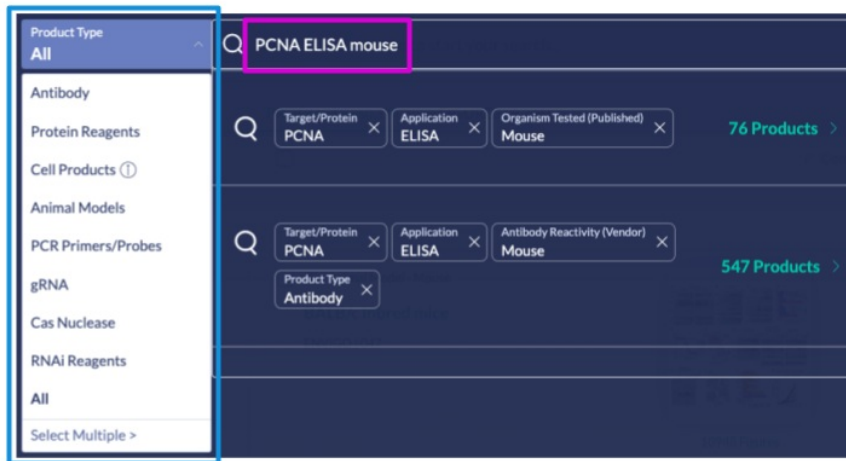 Product Type
All
PCNA ELISA mouse
Antibody
Protein Reagents
Cell Products
Animal Models
PCR Primers/Probes
gRNA
Cas Nuclease
RNAi Reagents
All
Select Multiple >
Target/Protein
PCNA
Application
ELISA
Organism Tested (Published)
Mouse
76 Products >
Target/Protein
PCNA
Application
ELISA
Antibody Reactivity (Vendor)
Mouse
Product Type
Antibody
547 Products >